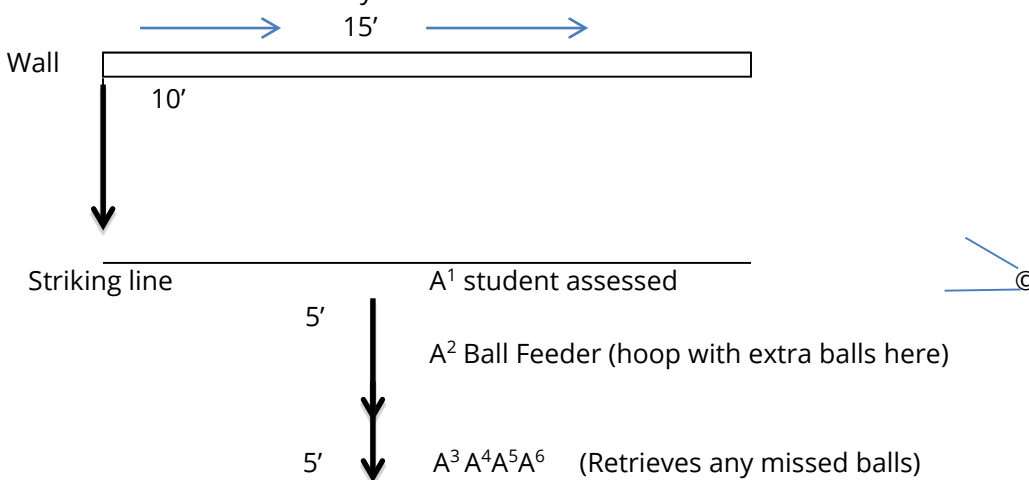 15’
Wall
10’
Striking line
A¹ student assessed
©
5’
A² Ball Feeder (hoop with extra balls here)
5’
A³ A⁴A⁵A⁶ (Retrieves any missed balls)